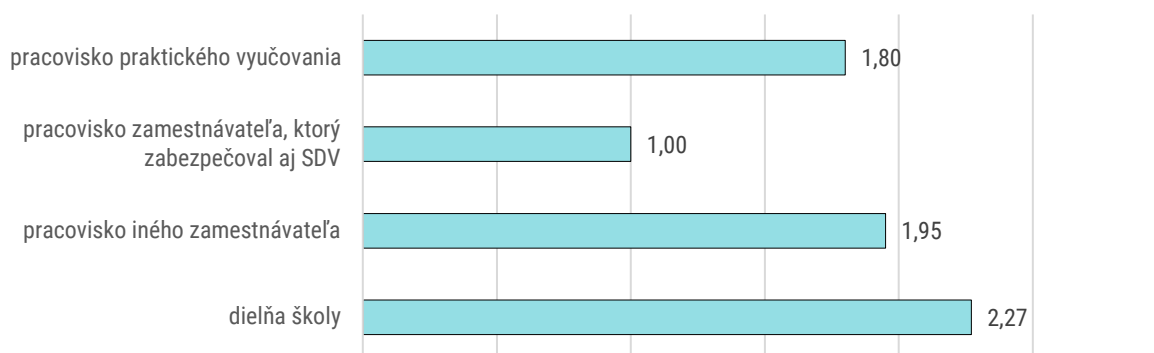 pracovisko praktického vyučovania
1,80
pracovisko zamestnávateľa, ktorý
zabezpečoval aj SDV
1,00
pracovisko iného zamestnávateľa
1,95
dielňa školy
2,27